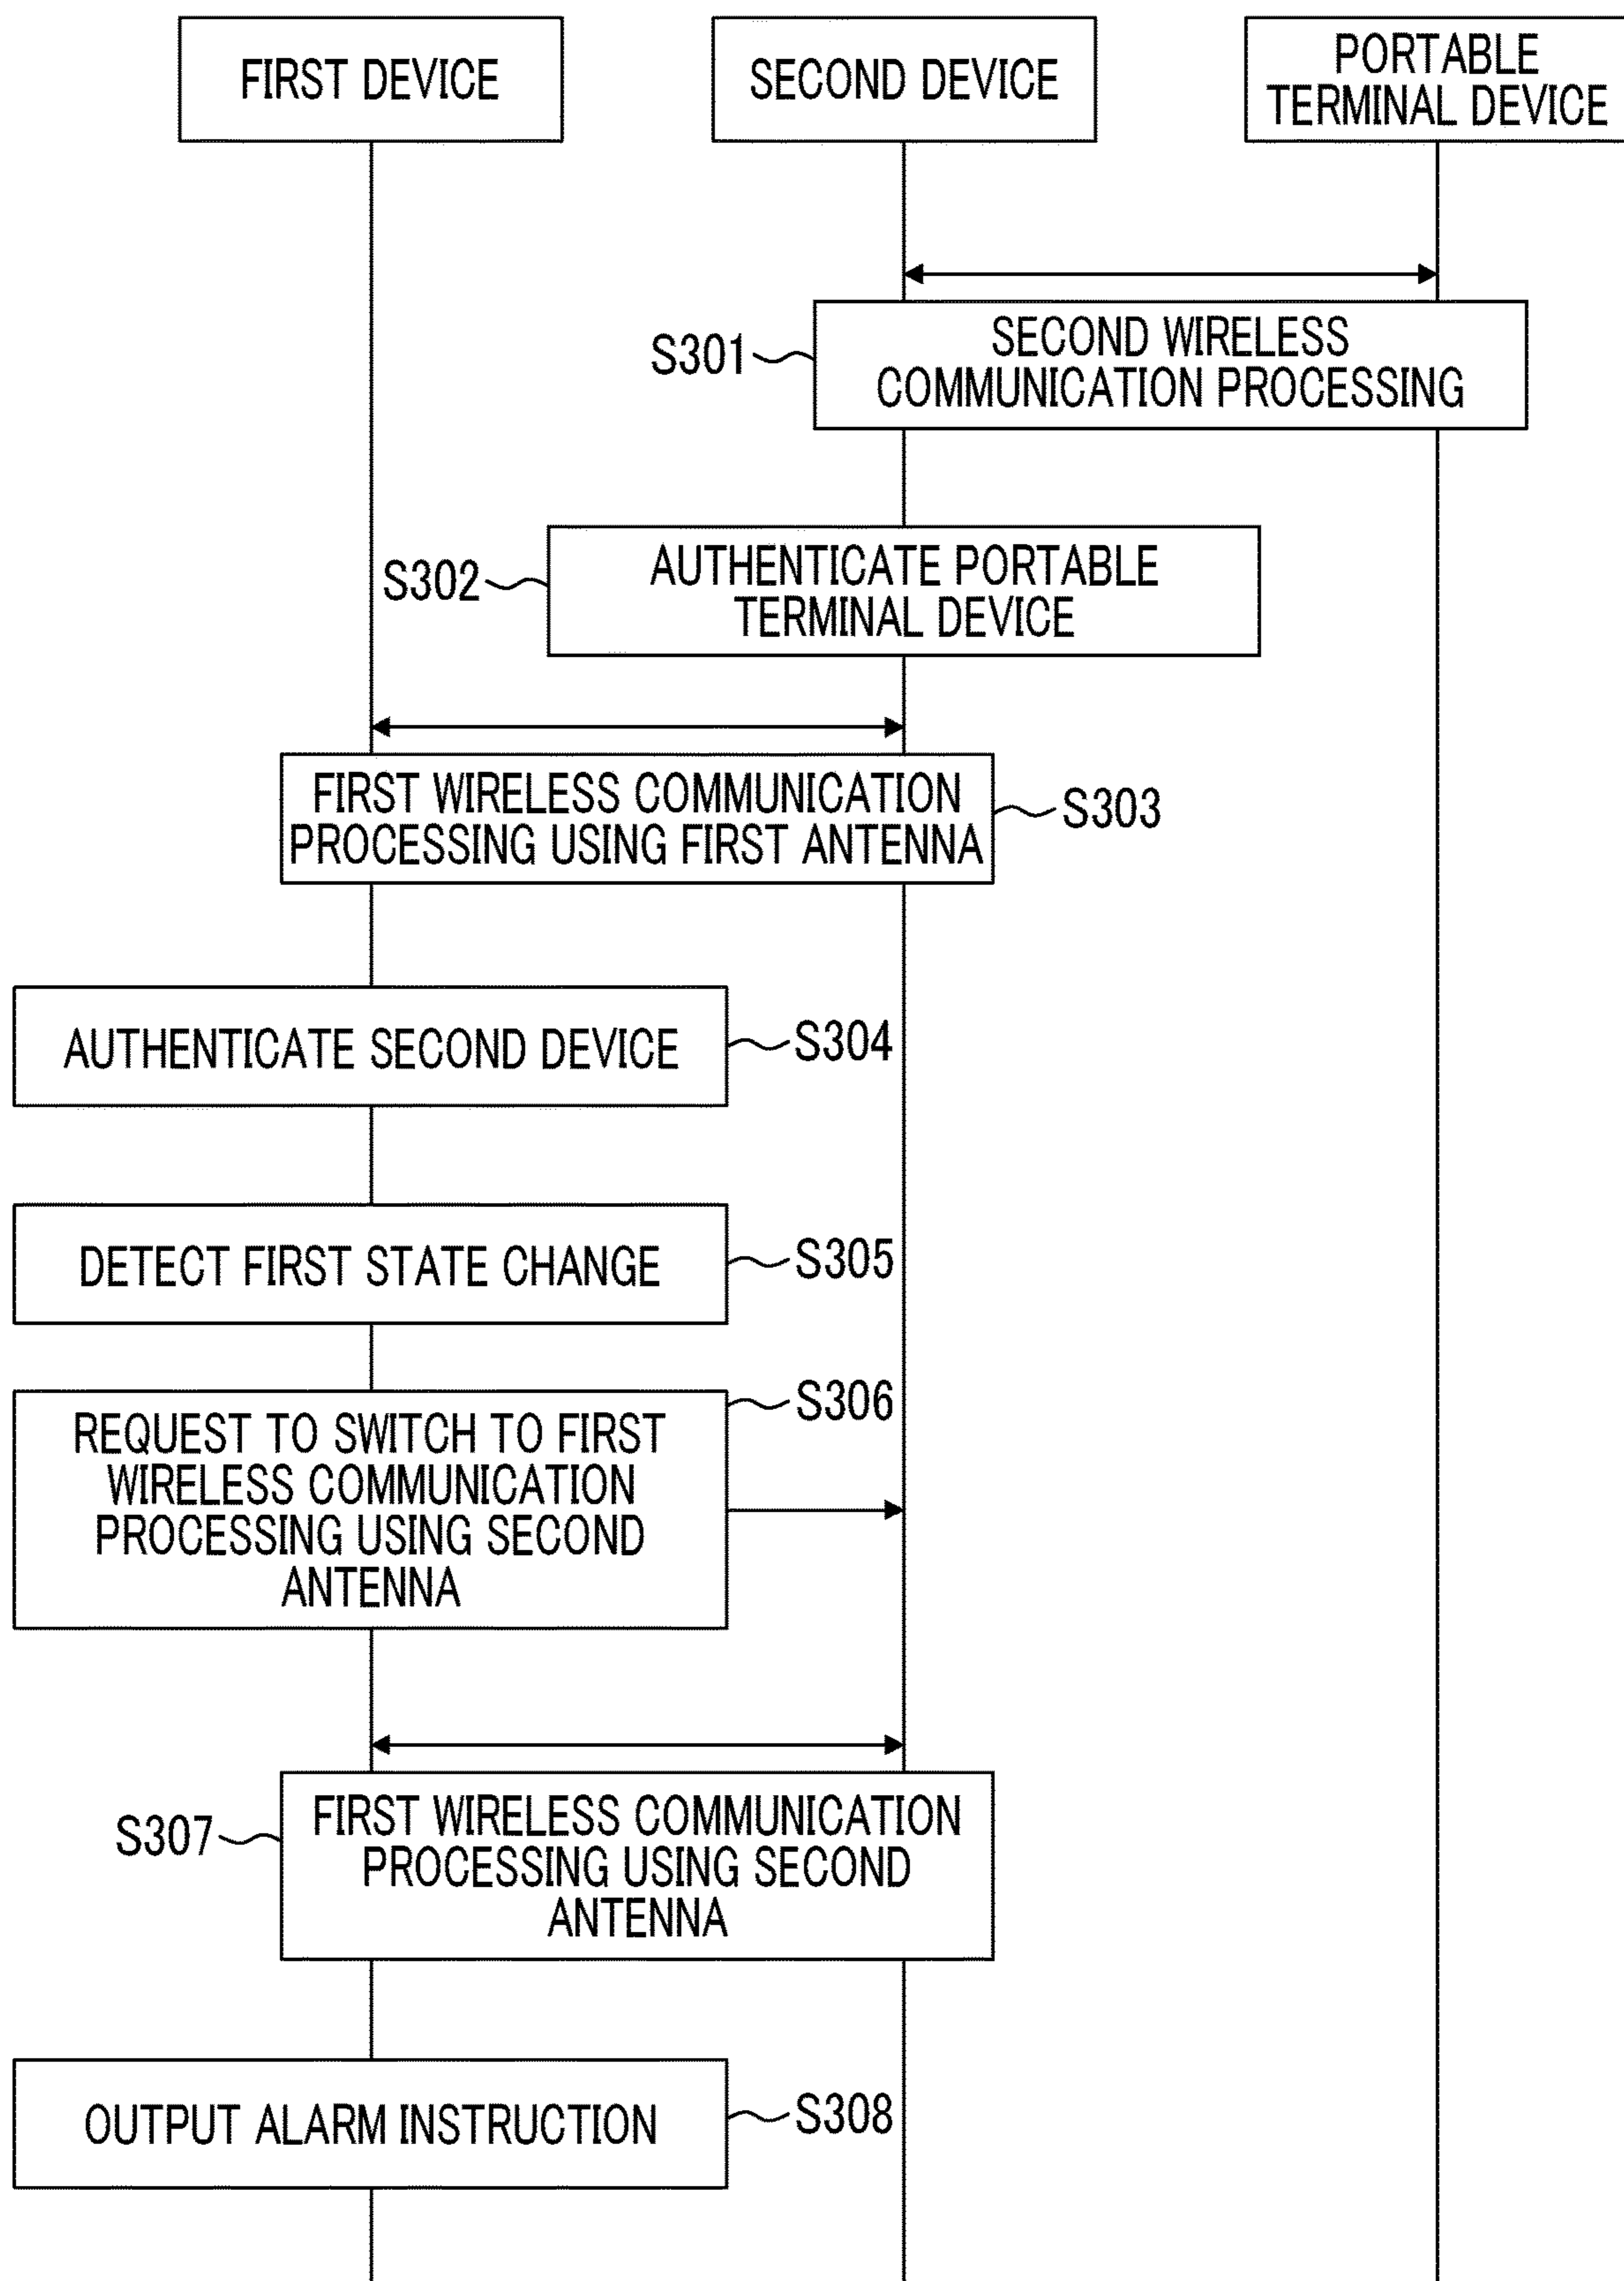 FIRST DEVICE
SECOND DEVICE
PORTABLE
TERMINAL DEVICE
S301
SECOND WIRELESS
COMMUNICATION PROCESSING
S302
AUTHENTICATE PORTABLE
TERMINAL DEVICE
FIRST WIRELESS COMMUNICATION
PROCESSING USING FIRST ANTENNA
S303
AUTHENTICATE SECOND DEVICE
S304
DETECT FIRST STATE CHANGE
S305
S306
REQUEST TO SWITCH TO FIRST
WIRELESS COMMUNICATION
PROCESSING USING SECOND
ANTENNA
S307
FIRST WIRELESS COMMUNICATION
PROCESSING USING SECOND
ANTENNA
OUTPUT ALARM INSTRUCTION
S308